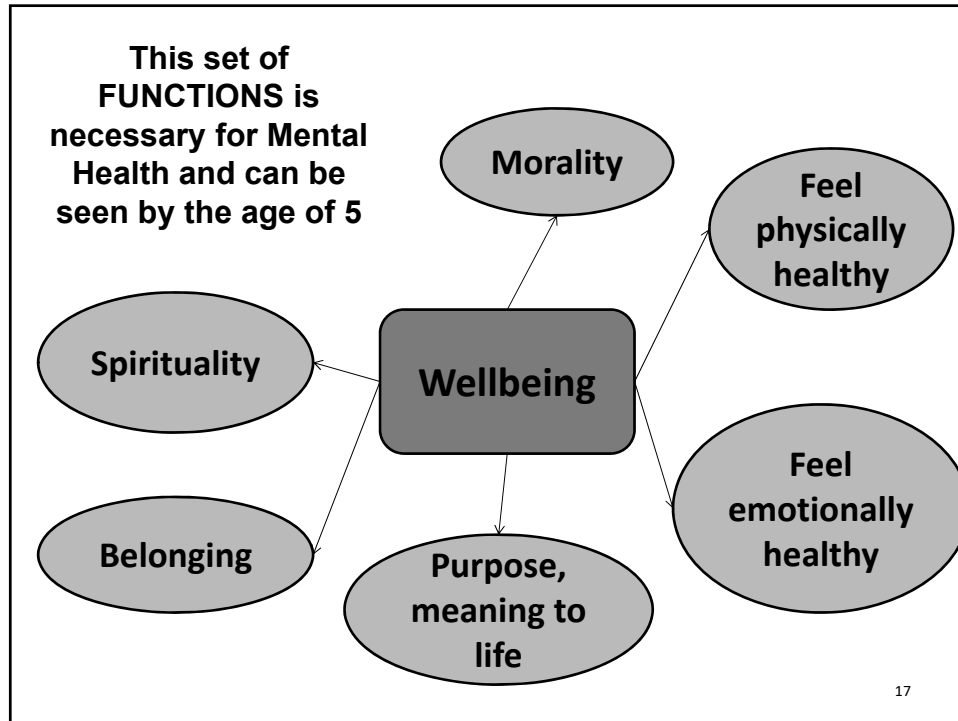 This set of
FUNCTIONS is
necessary for Mental
Health and can be
seen by the age of 5
Morality
Feel
physically
healthy
Spirituality
Wellbeing
Feel
emotionally
healthy
Belonging
Purpose,
meaning to
life
17